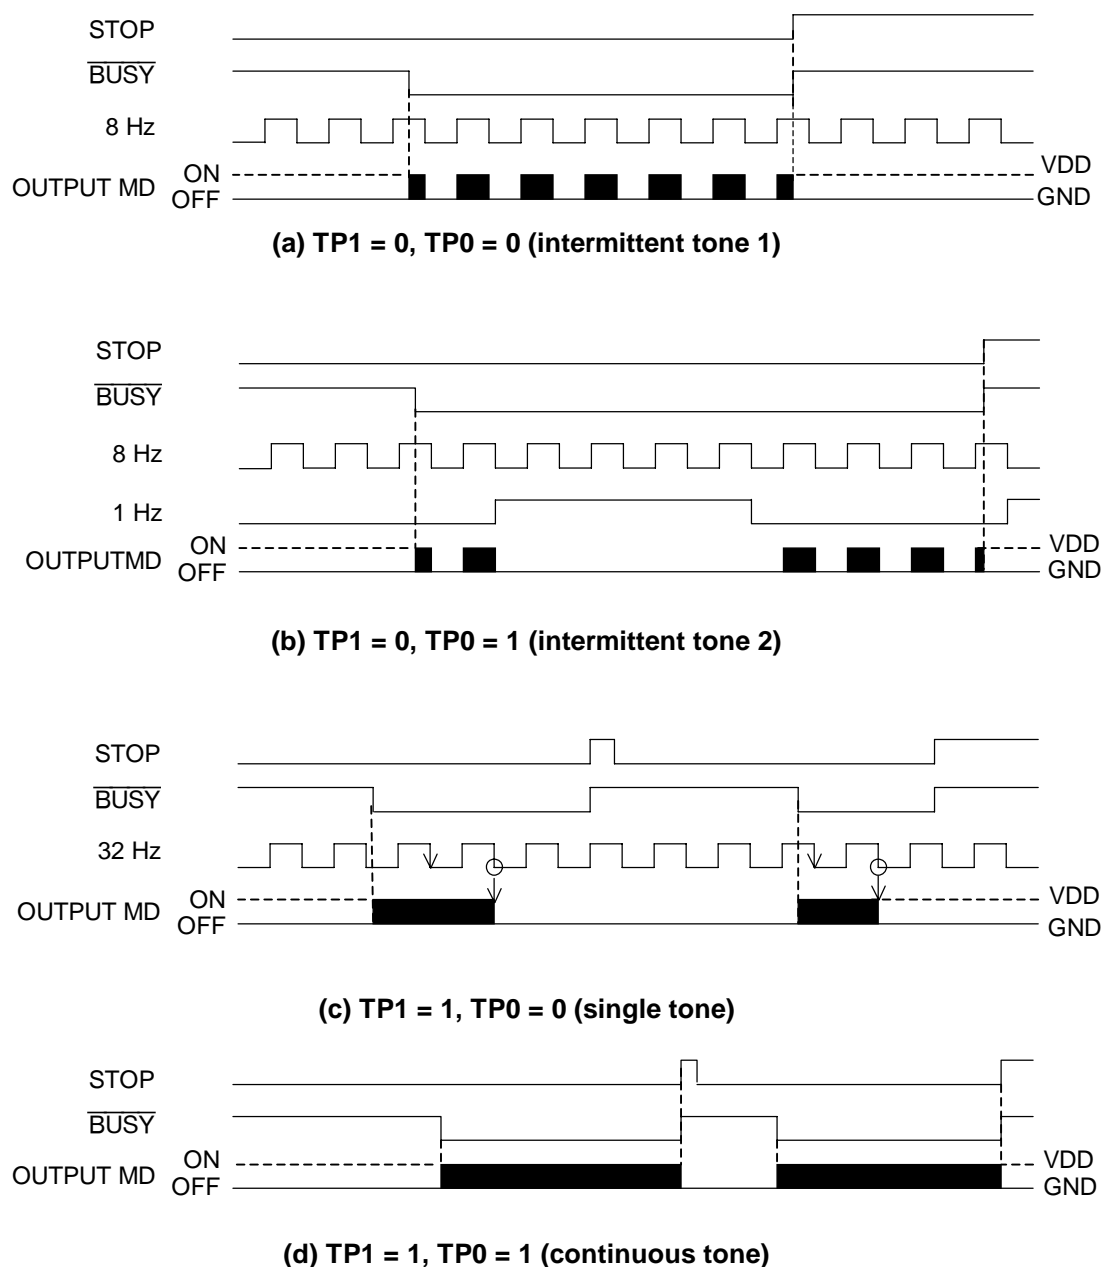 STOP
BUSY
8 Hz
ON VDD
OUTPUT MD
OFF GND
(a) TP1 = 0, TP0 = 0 (intermittent tone 1)
STOP
BUSY
8 Hz
1 Hz
ON VDD
OUTPUTMD
OFF GND
(b) TP1 = 0, TP0 = 1 (intermittent tone 2)
STOP
BUSY
32 Hz
ON VDD
OUTPUT MD
OFF GND
(c) TP1 = 1, TP0 = 0 (single tone)
STOP
BUSY
ON VDD
OUTPUT MD
OFF GND
(d) TP1 = 1, TP0 = 1 (continuous tone)